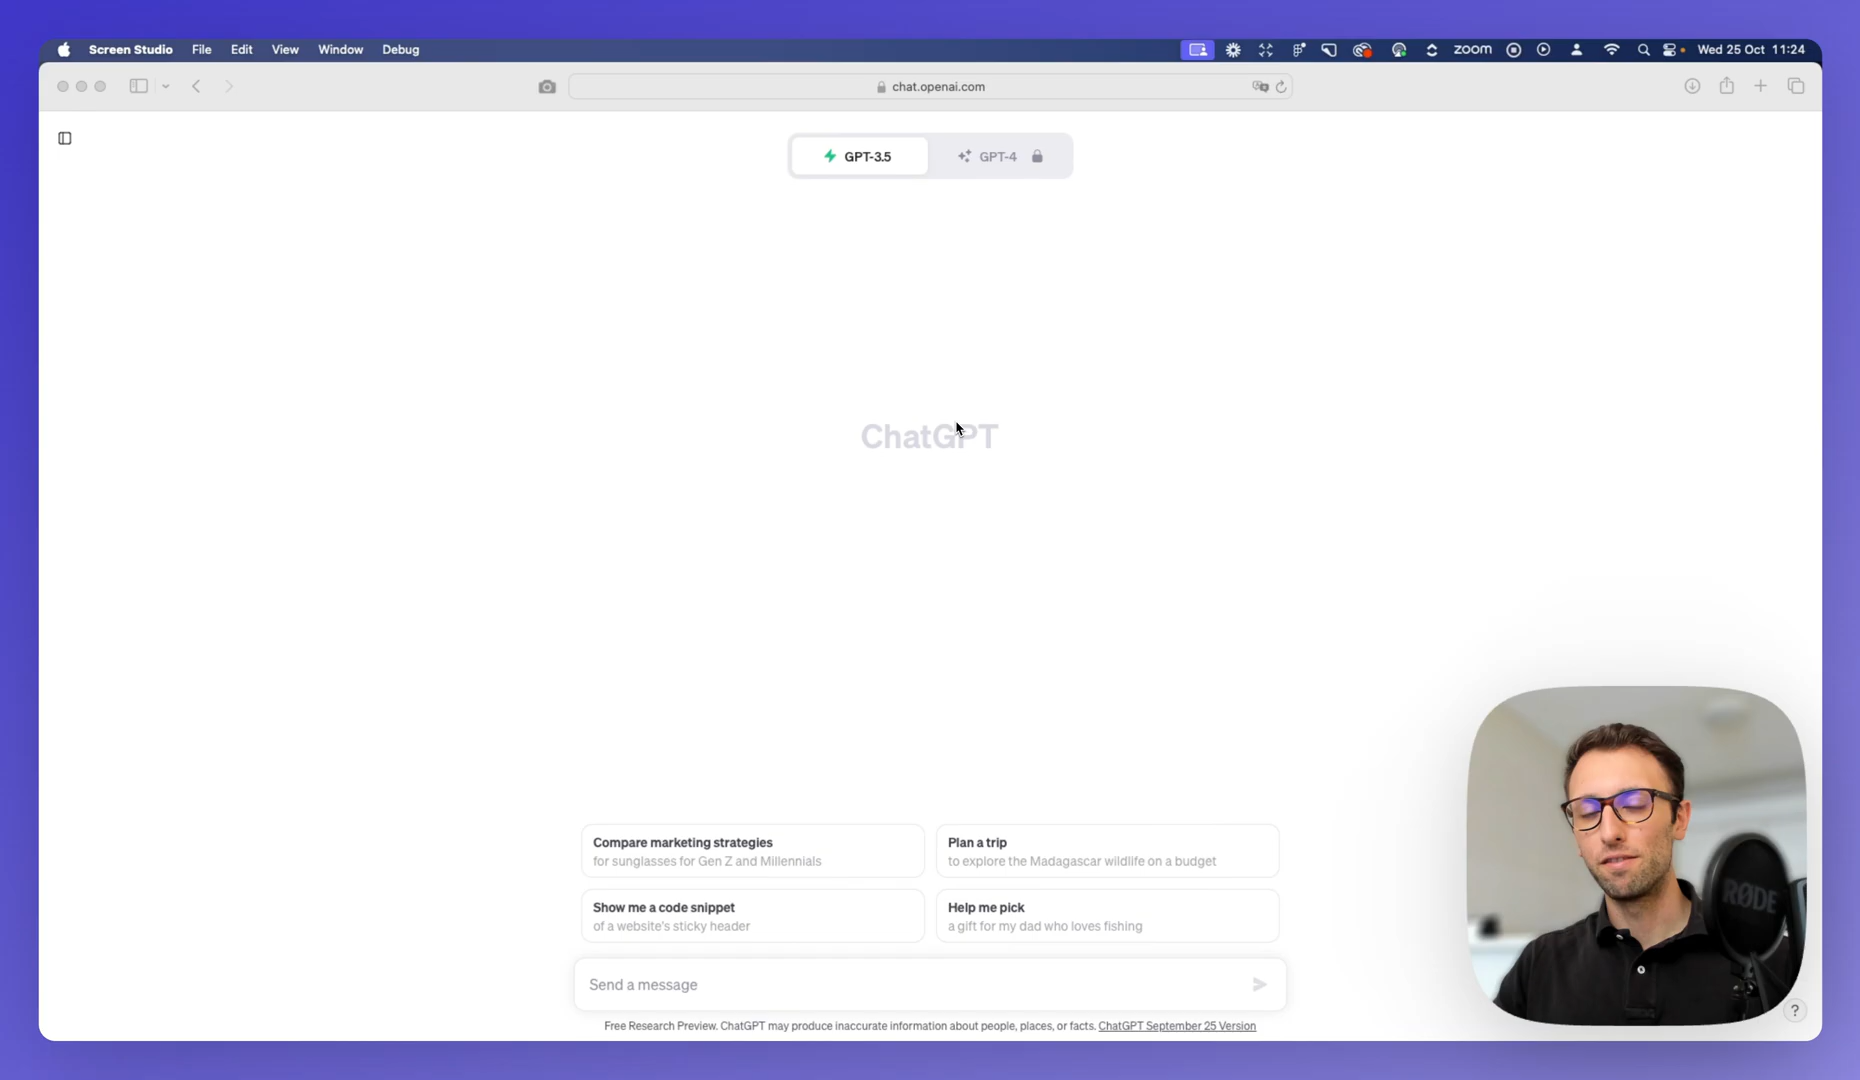 Screen Studio File Edit View Window Debug zoom Wed 25 Oct 11:24
chat.openai.com
GPT-3.5 GPT-4
ChatGPT
Compare marketing strategies
for sunglasses for Gen Z and Millennials
Plan a trip
to explore the Madagascar wildlife on a budget
Show me a code snippet
of a website's sticky header
Help me pick
a gift for my dad who loves fishing
RØDE
Send a message
?
Free Research Preview. ChatGPT may produce inaccurate information about people, places, or facts. ChatGPT September 25 Version